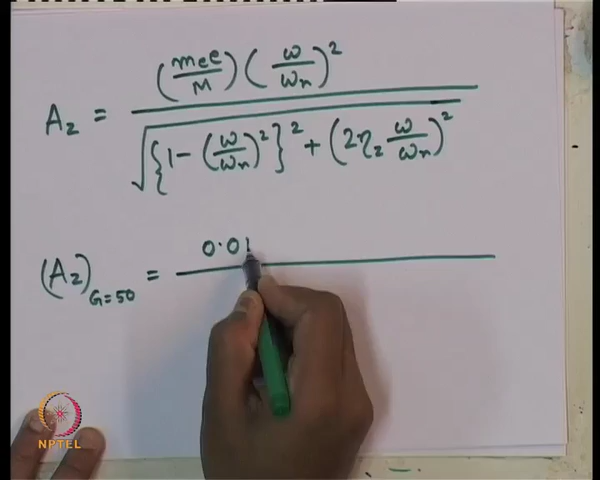 A_z = (m_e e / M) (ω / ω_n)^2 / √({1 - (ω/ω_n)^2}^2 + (2η_z ω/ω_n)^2)
(A_z)_{G=50} = 0.01
NPTEL